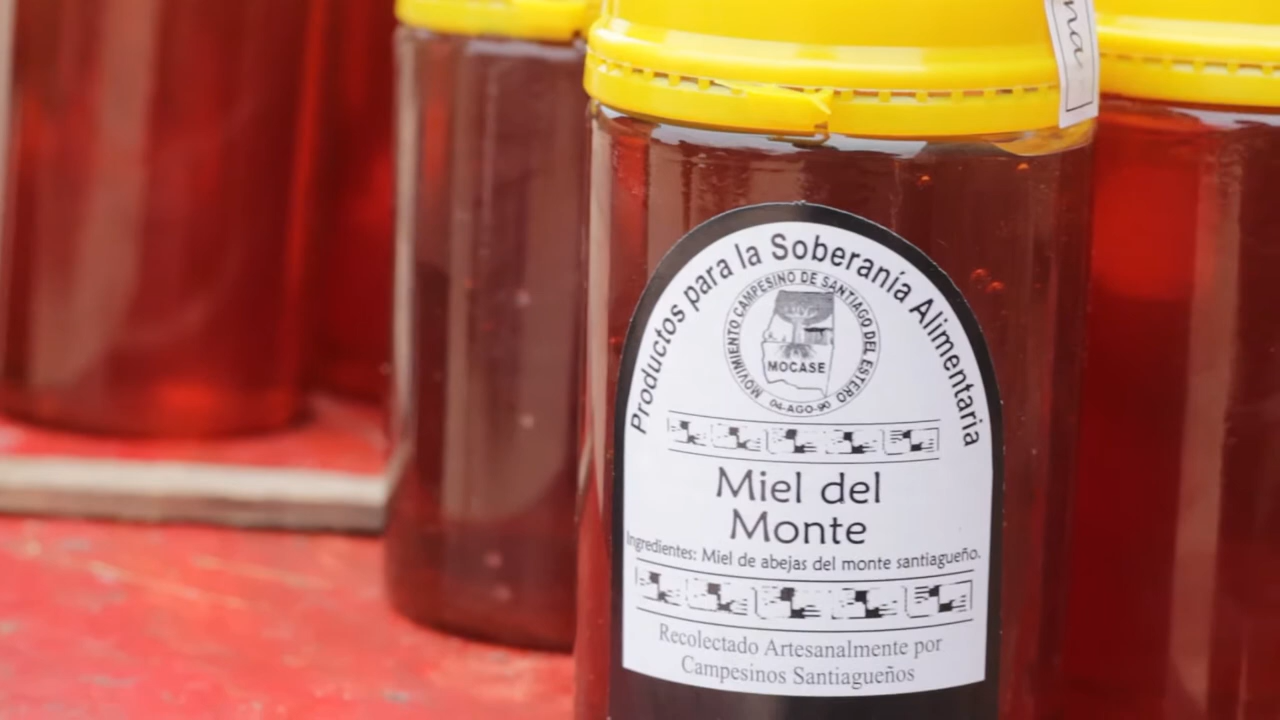 na
Productos para la Soberanía Alimentaria
MOVIMIENTO CAMPESINO DE SANTIAGO DEL ESTERO
MOCASE
04-AGO-90
Miel del
Monte
Ingredientes: Miel de abejas del monte santiagueño.
Recolectado Artesanalmente por
Campesinos Santiagueños